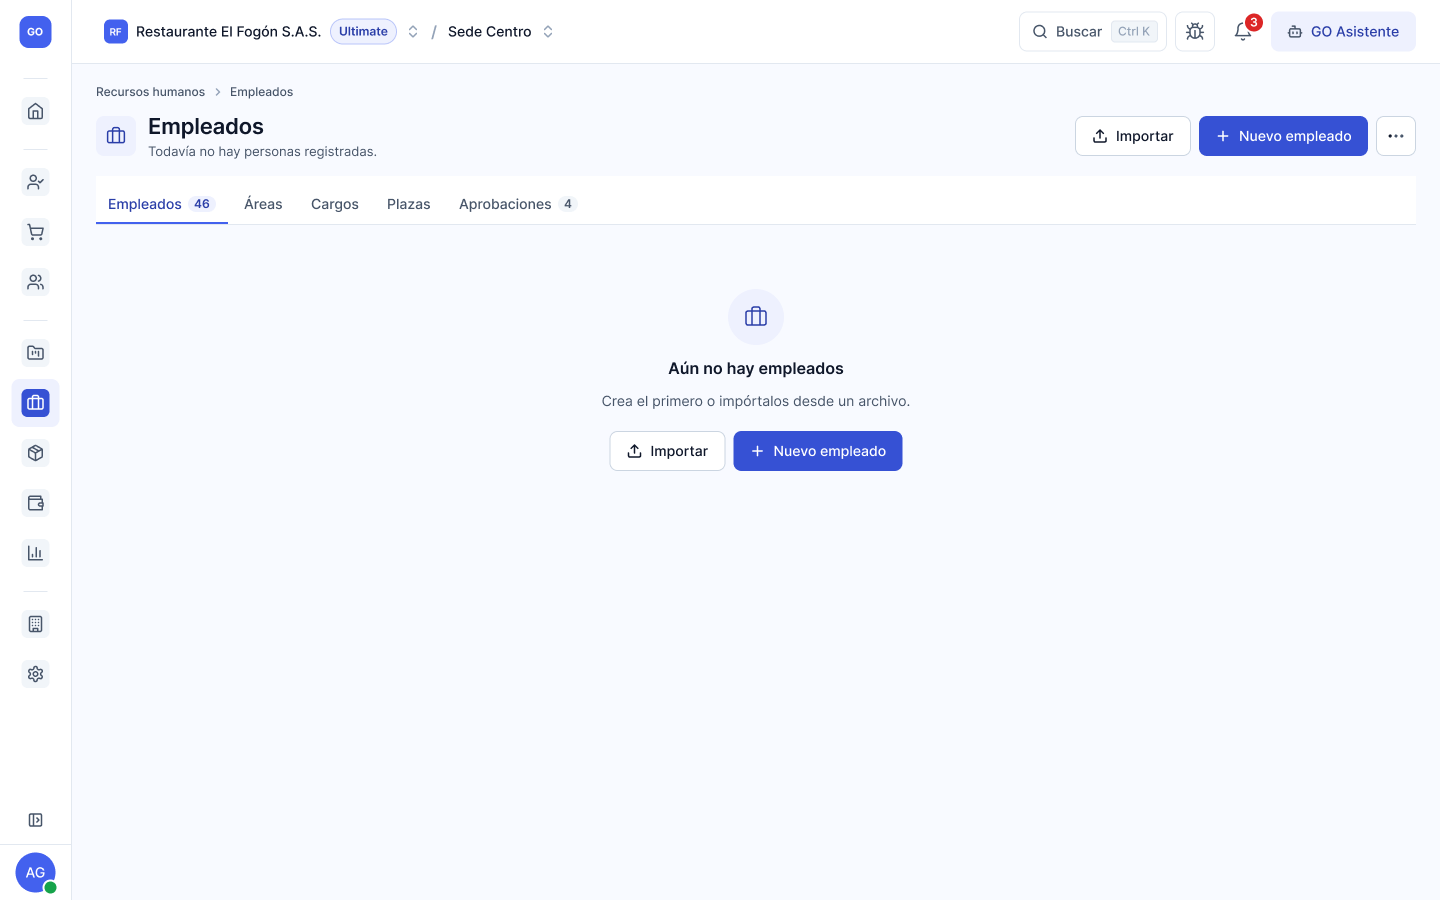 GO
RF Restaurante El Fogón S.A.S. Ultimate / Sede Centro
Buscar Ctrl K
3
GO Asistente
Recursos humanos > Empleados
Empleados
Todavía no hay personas registradas.
Importar
+ Nuevo empleado
Empleados 46 Áreas Cargos Plazas Aprobaciones 4
Aún no hay empleados
Crea el primero o impórtalos desde un archivo.
Importar
+ Nuevo empleado
AG